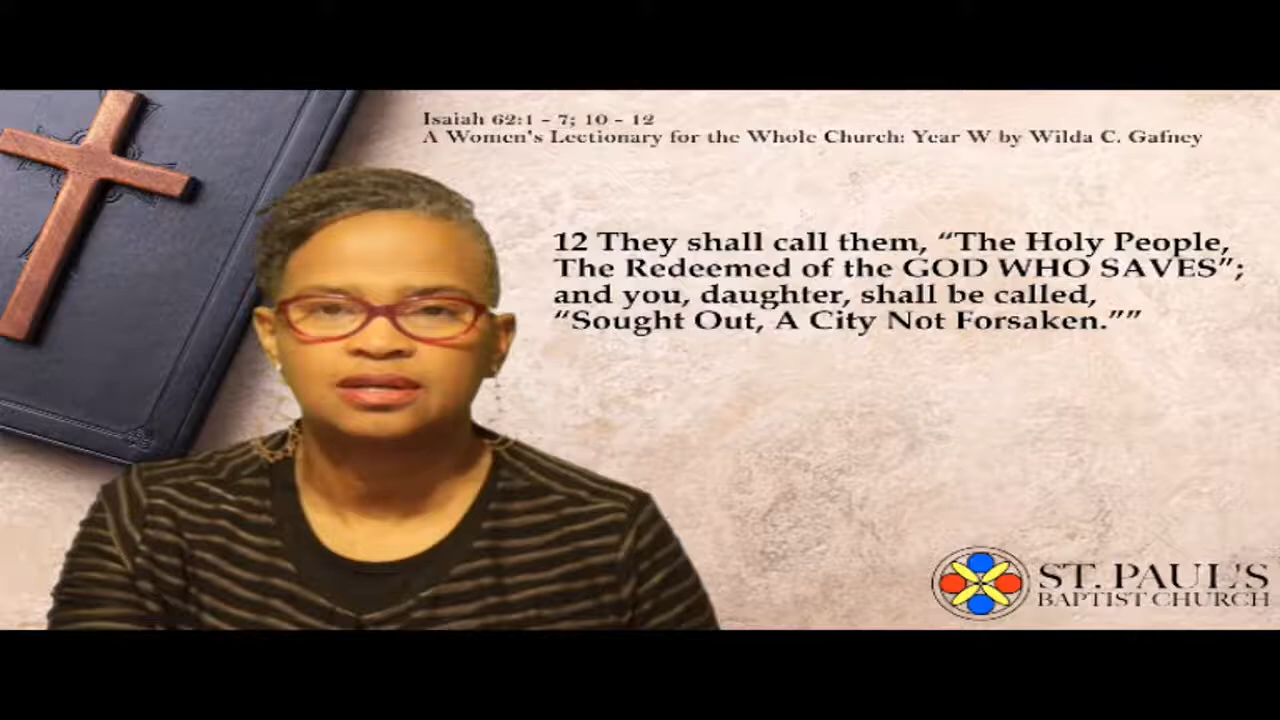 Isaiah 62:1 - 7; 10 - 12
A Women's Lectionary for the Whole Church: Year W by Wilda C. Gafney
12 They shall call them, “The Holy People,
The Redeemed of the GOD WHO SAVES”;
and you, daughter, shall be called,
“Sought Out, A City Not Forsaken.””
ST. PAUL'S
BAPTIST CHURCH